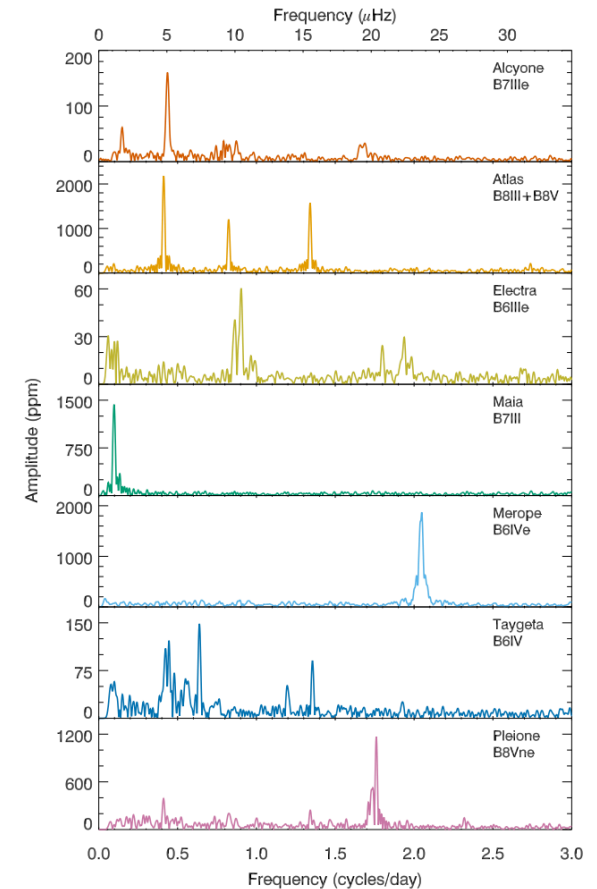 Frequency (μHz)
0 5 10 15 20 25 30
200
100
0
Alcyone
B7IIIe
2000
1000
0
Atlas
B8III+B8V
60
30
0
Electra
B6IIIe
1500
750
0
Maia
B7III
2000
1000
0
Merope
B6IVe
150
75
0
Taygeta
B6IV
1200
600
0
Pleione
B8Vne
Amplitude (ppm)
0.0 0.5 1.0 1.5 2.0 2.5 3.0
Frequency (cycles/day)